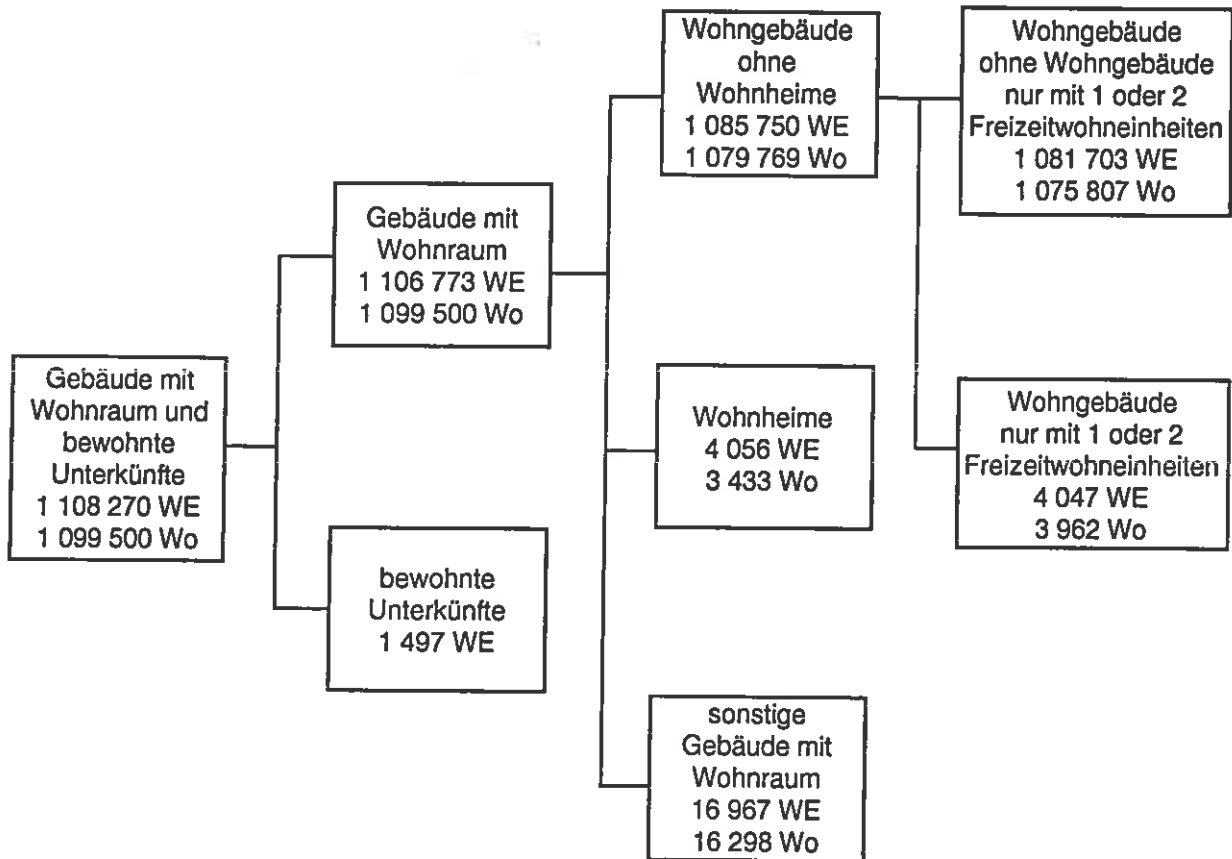 Gebäude mit
Wohnraum und
bewohnte
Unterkünfte
1 108 270 WE
1 099 500 Wo
Gebäude mit
Wohnraum
1 106 773 WE
1 099 500 Wo
bewohnte
Unterkünfte
1 497 WE
Wohngebäude
ohne
Wohnheime
1 085 750 WE
1 079 769 Wo
Wohnheime
4 056 WE
3 433 Wo
sonstige
Gebäude mit
Wohnraum
16 967 WE
16 298 Wo
Wohngebäude
ohne Wohngebäude
nur mit 1 oder 2
Freizeitwohneinheiten
1 081 703 WE
1 075 807 Wo
Wohngebäude
nur mit 1 oder 2
Freizeitwohneinheiten
4 047 WE
3 962 Wo